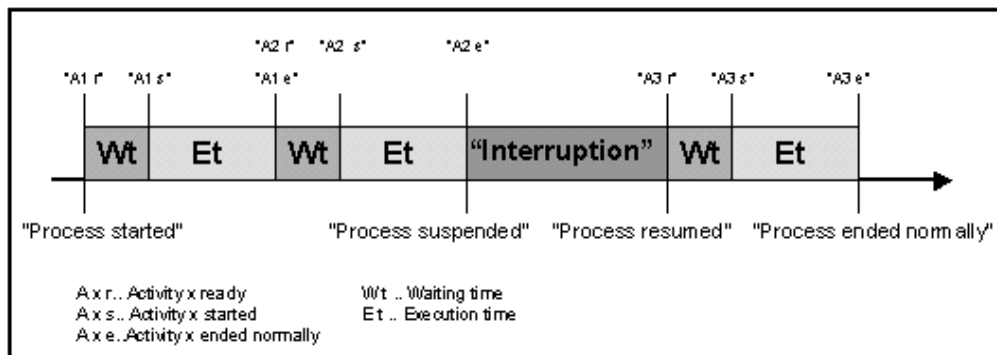 "A2 r" "A2 s" "A2 e"
"A1 r" "A1 s" "A1 e" "A3 r" "A3 s" "A3 e"
Wt Et Wt Et "Interruption" Wt Et
"Process started" "Process suspended" "Process resumed" "Process ended normally"
A x r.. Activity x ready Wt .. Waiting time
A x s.. Activity x started Et .. Execution time
A x e..Activity x ended normally